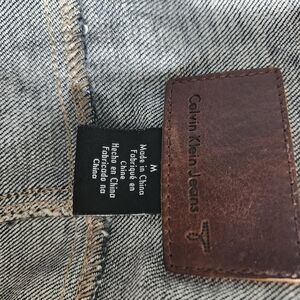 M
Made in China
Fabriqué en
Chine
Hecho en China
Fabricado na
China
Calvin Klein Jeans